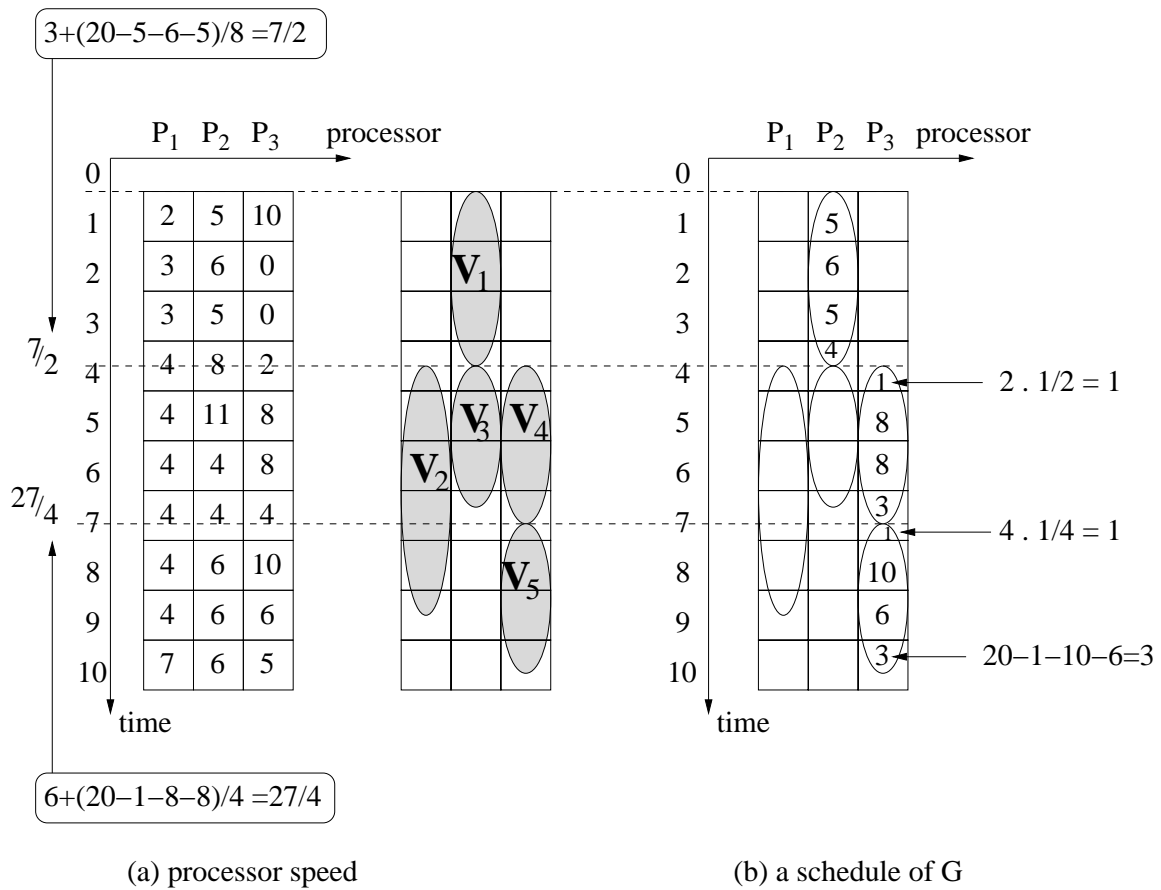 3+(20−5−6−5)/8 =7/2
P1 P2 P3 processor
P1 P2 P3 processor
0
0
1 2 5 10
2 3 6 0
3 3 5 0
7/2
4 4 8 2
5 4 11 8
6 4 4 8
27/4
7 4 4 4
8 4 6 10
9 4 6 6
10 7 6 5
time
V1
V2
V3
V4
V5
1 5
2 6
3 5
4
4 1 2 . 1/2 = 1
5 8
6 8
3
7 1 4 . 1/4 = 1
8 10
9 6
10 3 20−1−10−6=3
time
6+(20−1−8−8)/4 =27/4
(a) processor speed
(b) a schedule of G